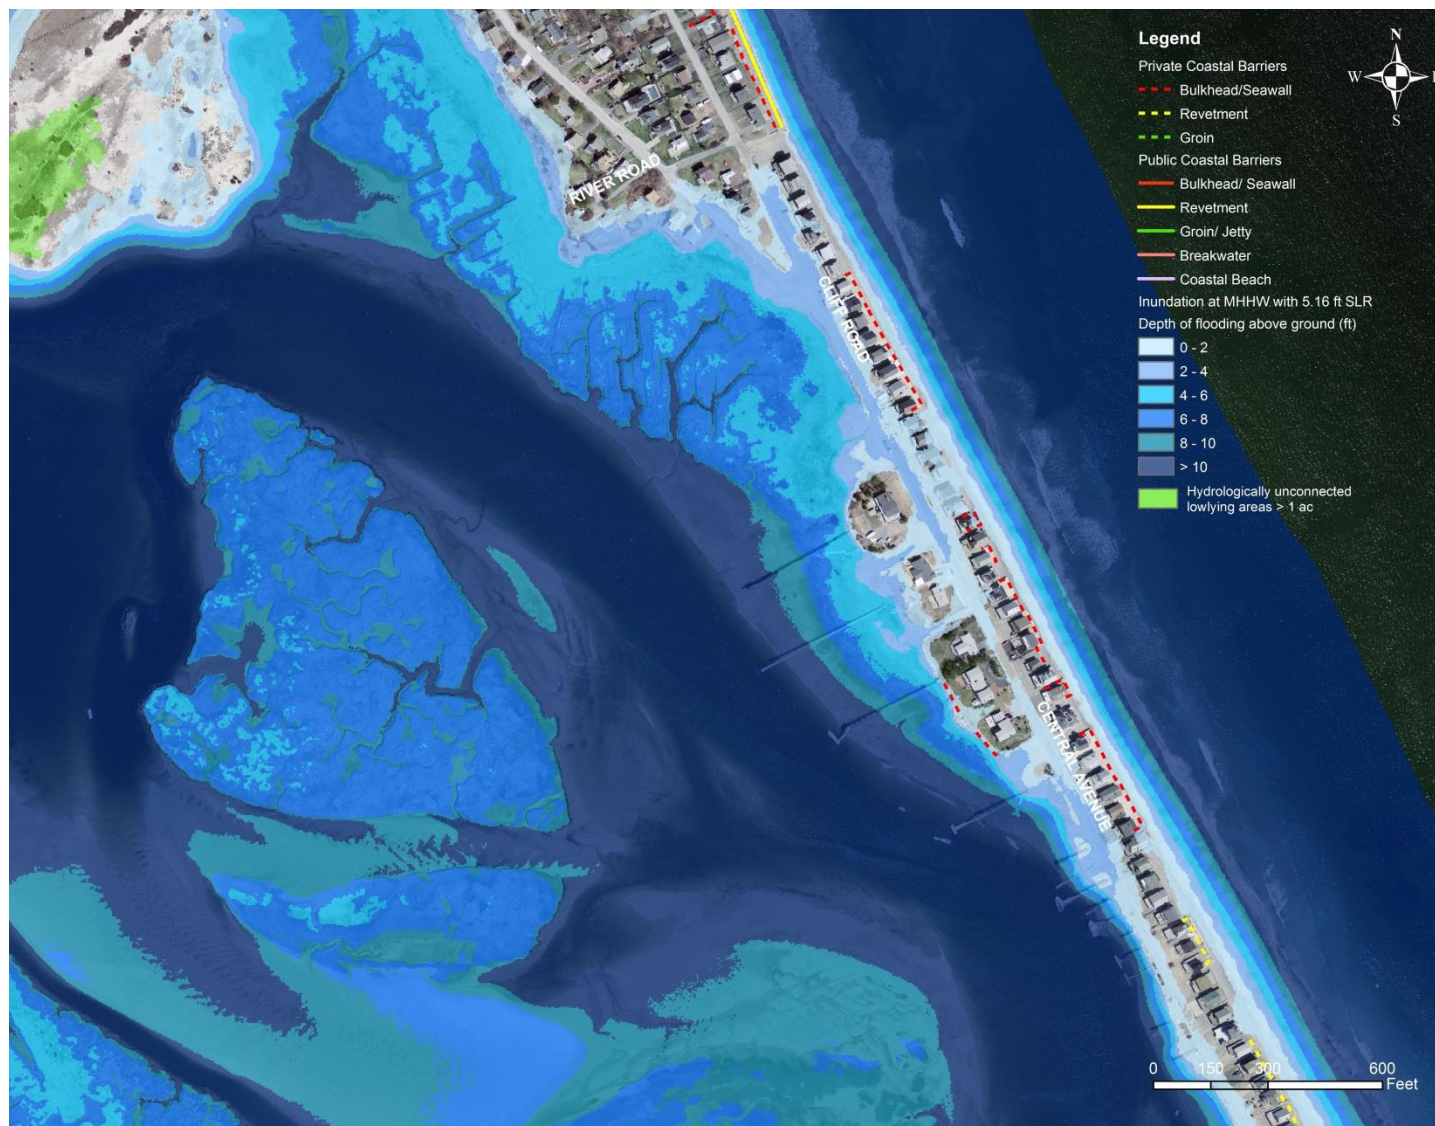 Legend
N
W
S
Private Coastal Barriers
Bulkhead/Seawall
Revetment
Groin
Public Coastal Barriers
Bulkhead/ Seawall
Revetment
Groin/ Jetty
Breakwater
Coastal Beach
Inundation at MHHW with 5.16 ft SLR
Depth of flooding above ground (ft)
0 - 2
2 - 4
4 - 6
6 - 8
8 - 10
> 10
Hydrologically unconnected
lowlying areas > 1 ac
RIVER ROAD
CLIFF ROAD
CENTRAL AVENUE
0 150 300 600
Feet